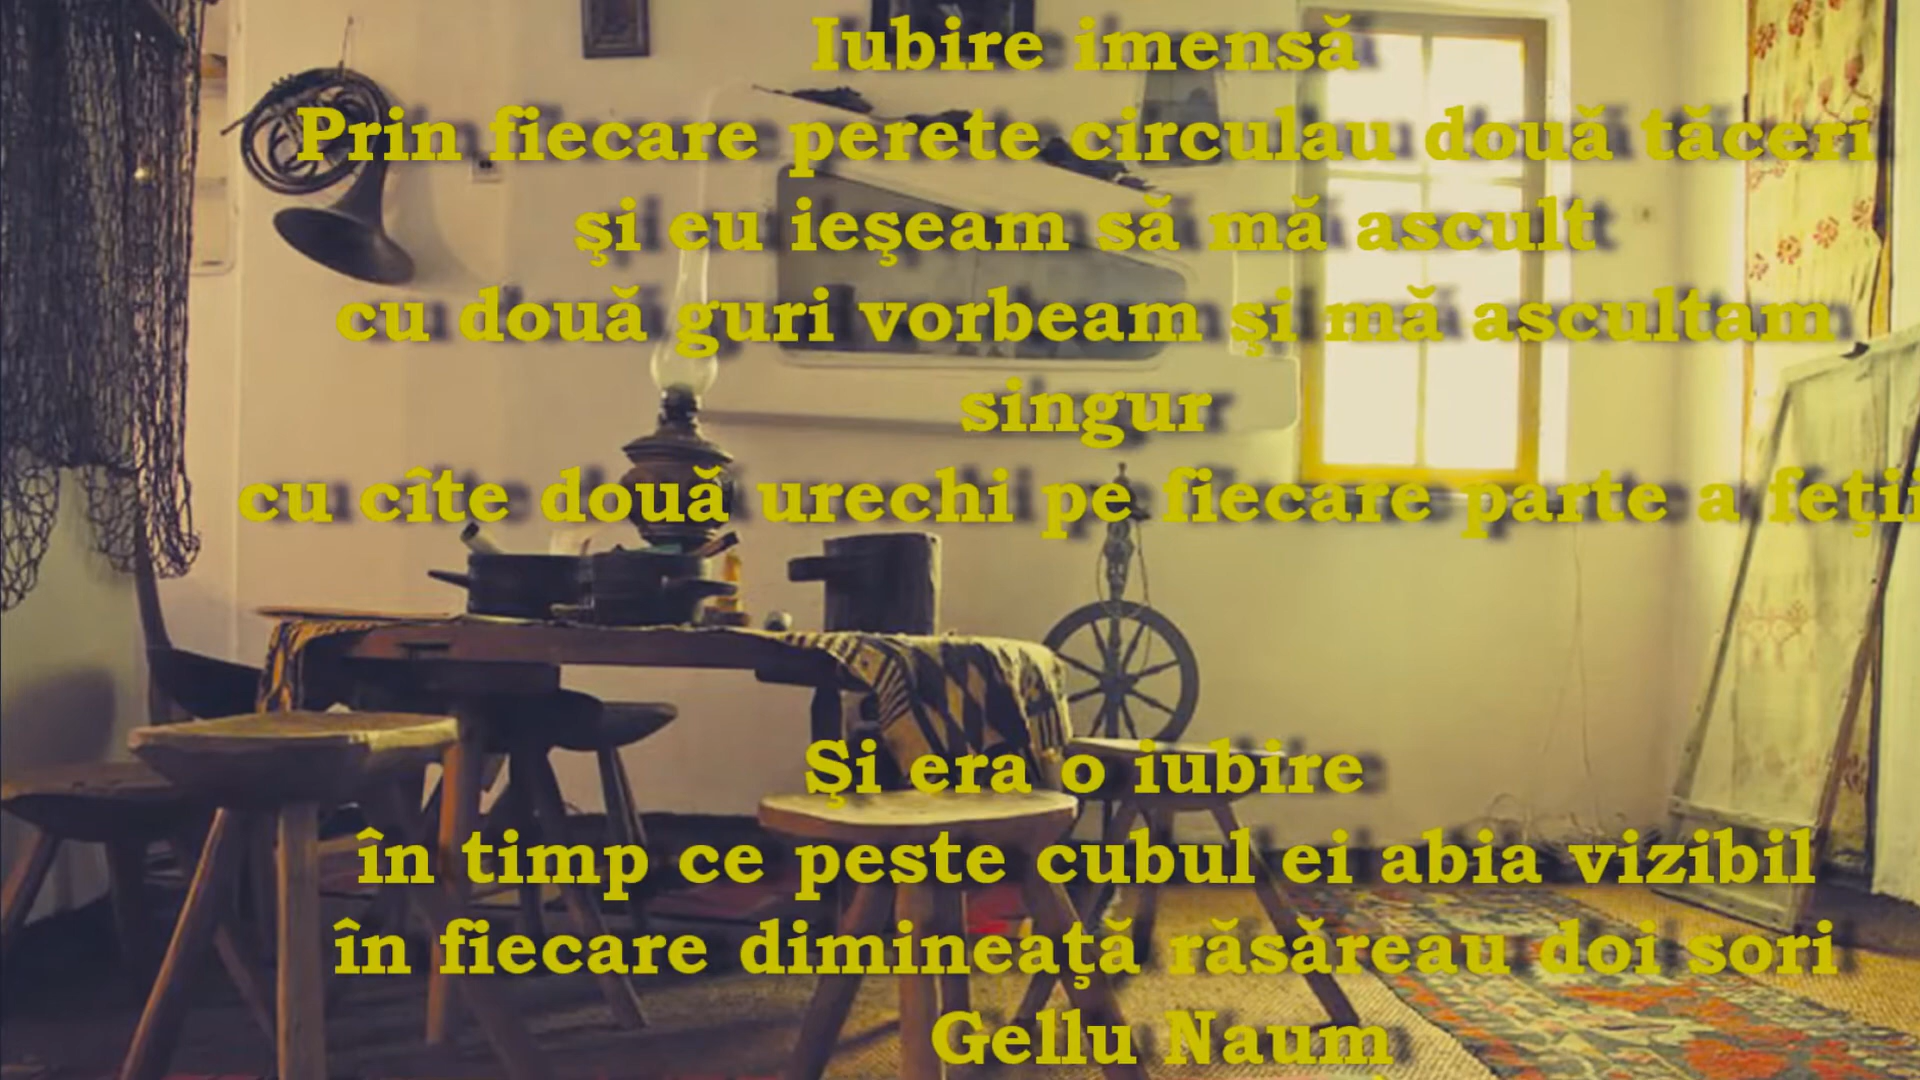 Iubire imensă
Prin fiecare perete circulau două tăceri
şi eu ieşeam să mă ascult
cu două guri vorbeam şi mă ascultam
singur
cu cîte două urechi pe fiecare parte a feţii
Şi era o iubire
în timp ce peste cubul ei abia vizibil
în fiecare dimineaţă răsăreau doi sori
Gellu Naum